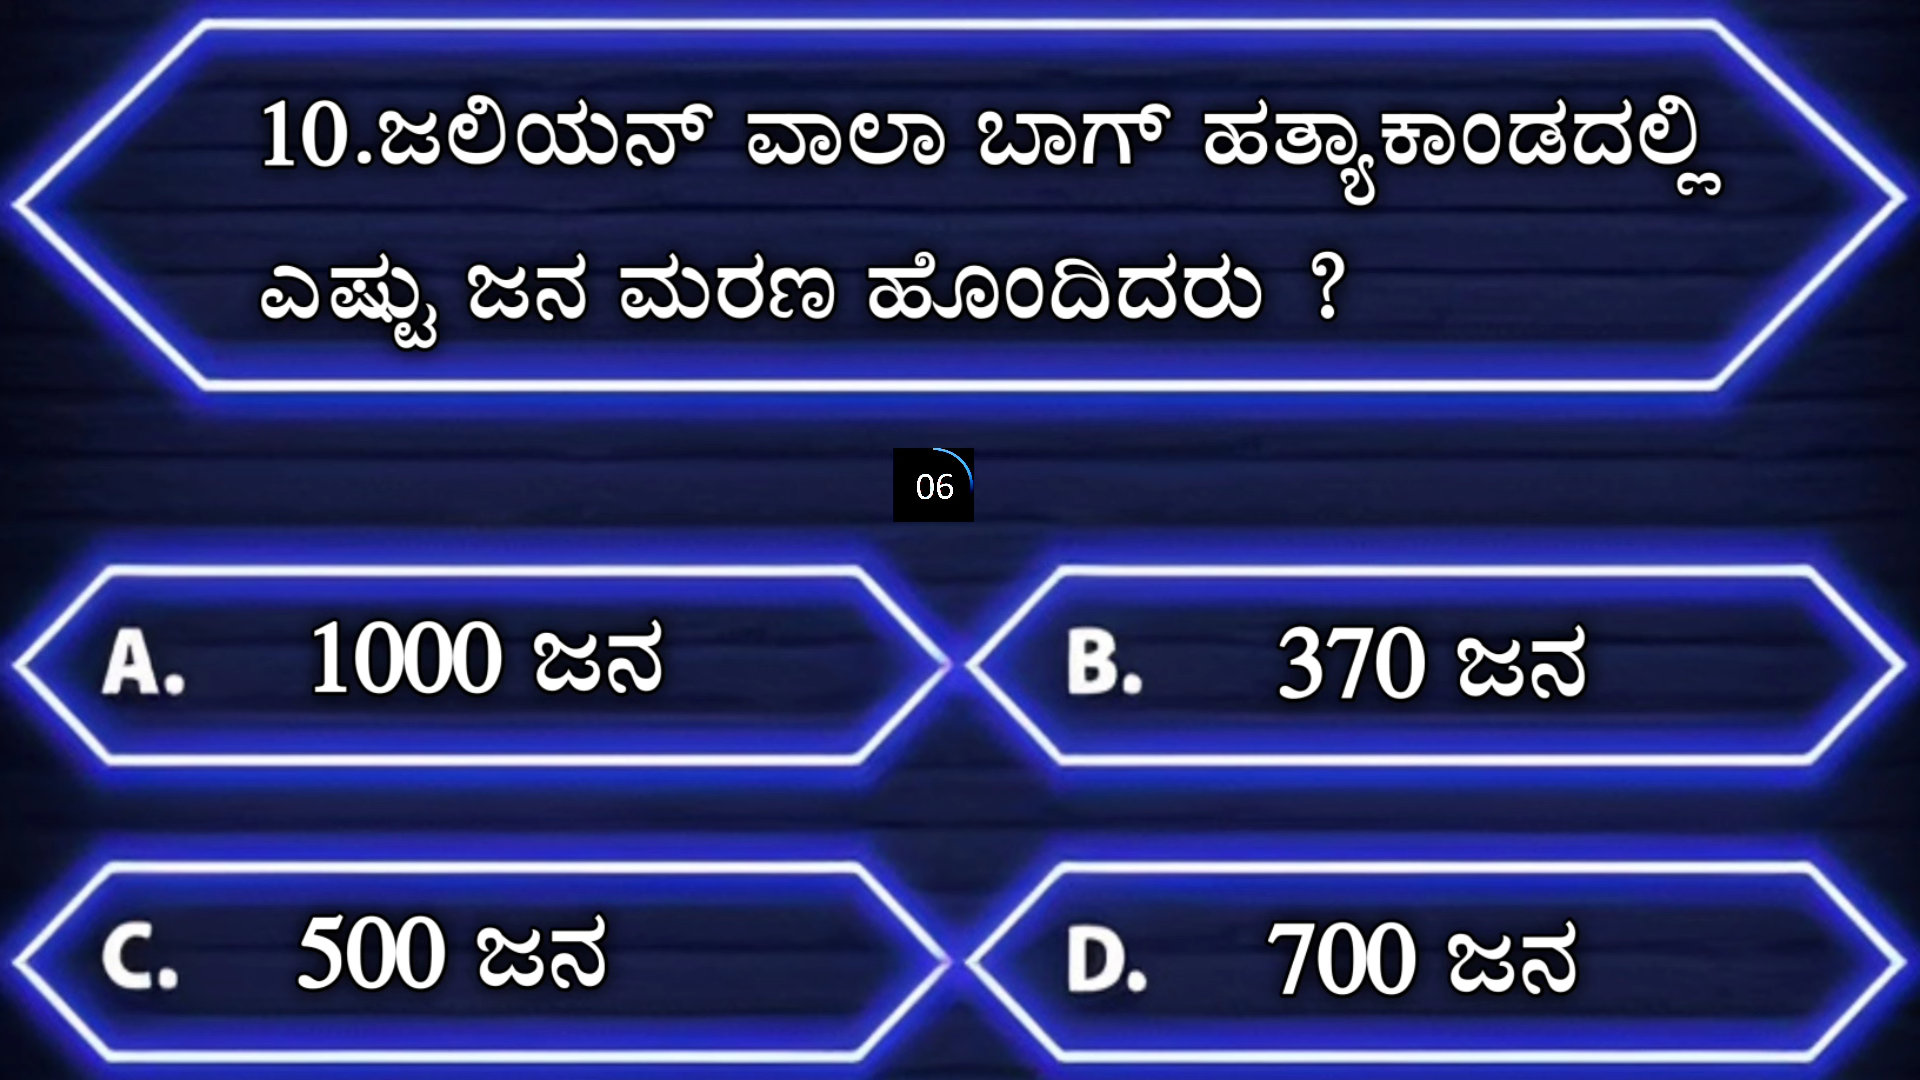 10.ಜಲಿಯನ್ ವಾಲಾ ಬಾಗ್ ಹತ್ಯಾಕಾಂಡದಲ್ಲಿ
ಎಷ್ಟು ಜನ ಮರಣ ಹೊಂದಿದರು ?
06
A. 1000 ಜನ
B. 370 ಜನ
C. 500 ಜನ
D. 700 ಜನ